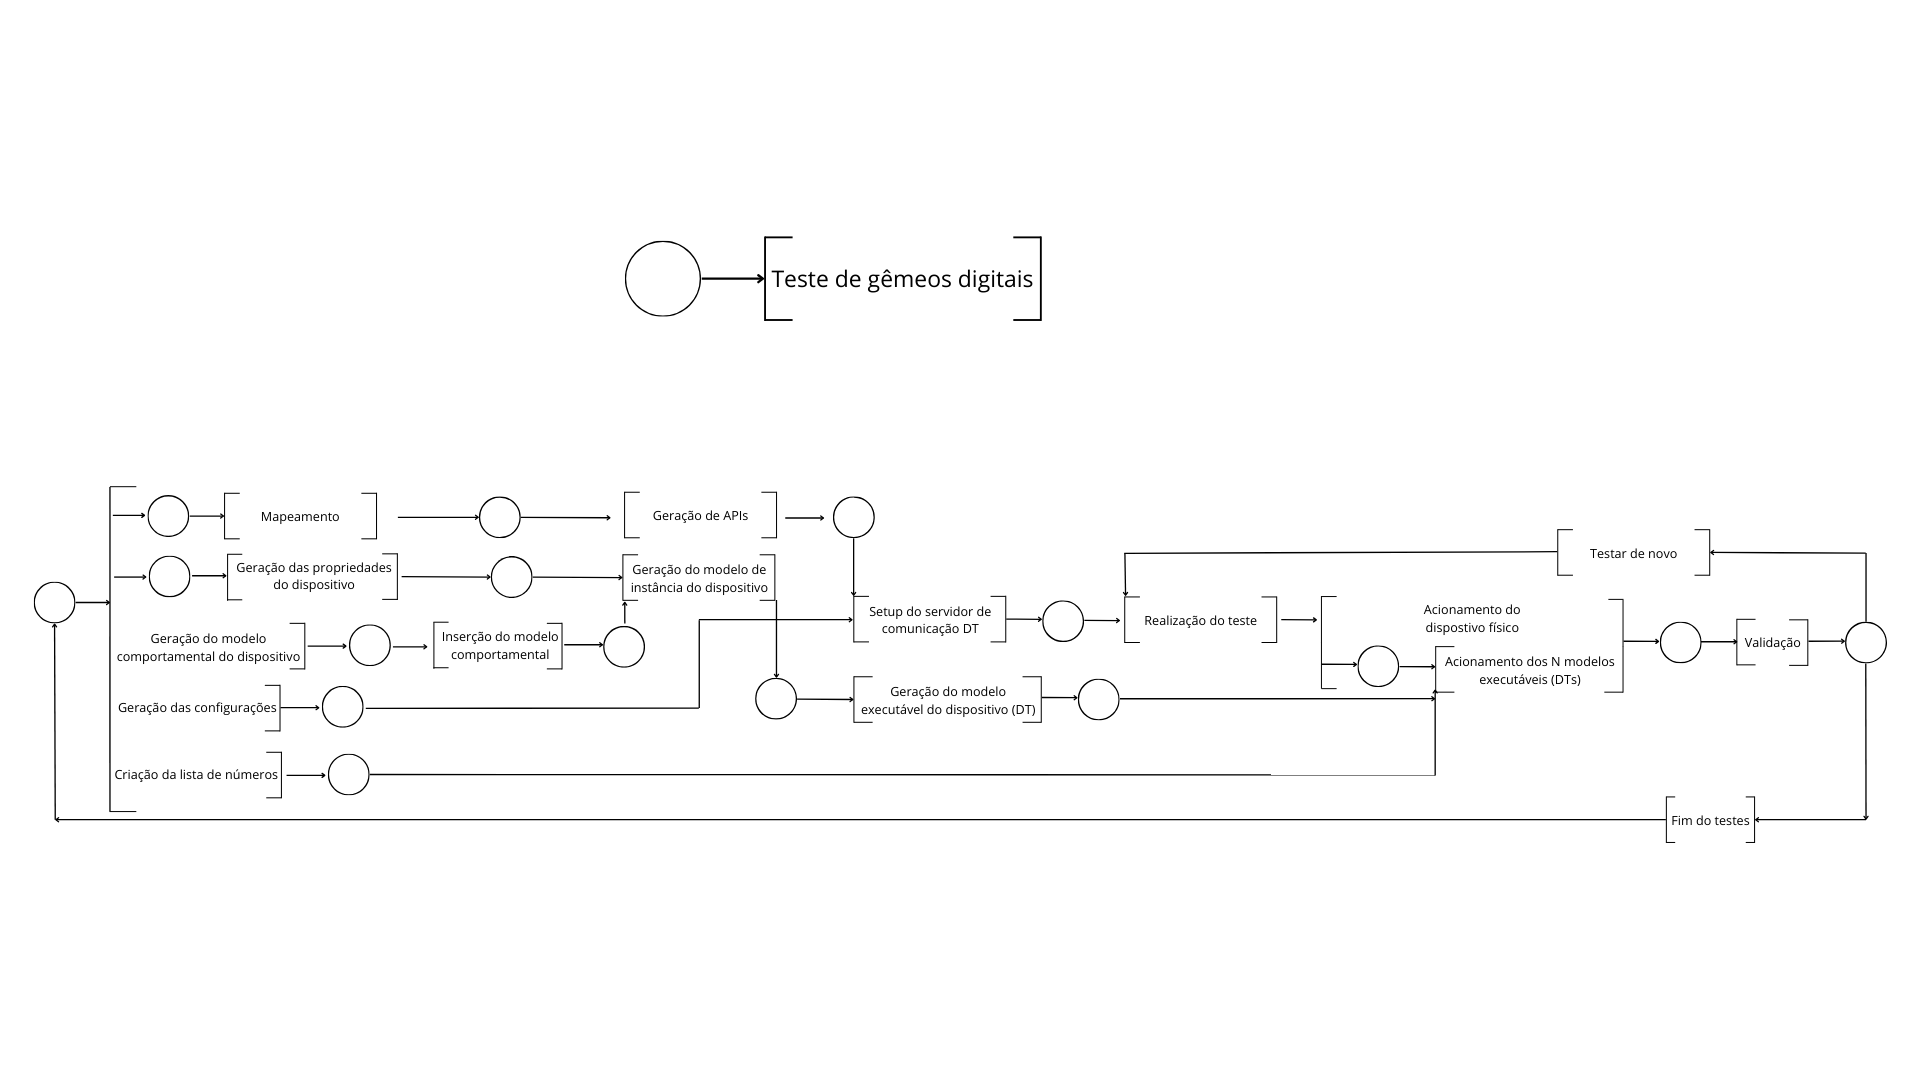 Teste de gêmeos digitais
Mapeamento
Geração de APIs
Geração das propriedades
do dispositivo
Geração do modelo de
instância do dispositivo
Testar de novo
Geração do modelo
comportamental do dispositivo
Inserção do modelo
comportamental
Setup do servidor de
comunicação DT
Realização do teste
Acionamento do
dispostivo físico
Acionamento dos N modelos
executáveis (DTs)
Validação
Geração das configurações
Geração do modelo
executável do dispositivo (DT)
Criação da lista de números
Fim do testes